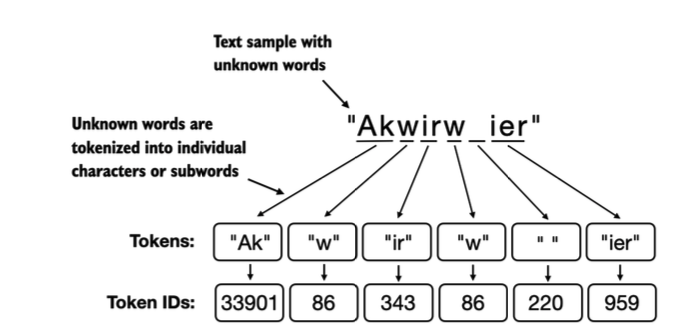 Text sample with
unknown words
"Akwirw ier"
Unknown words are
tokenized into individual
characters or subwords
Tokens: "Ak" "w" "ir" "w" " " "ier"
Token IDs: 33901 86 343 86 220 959